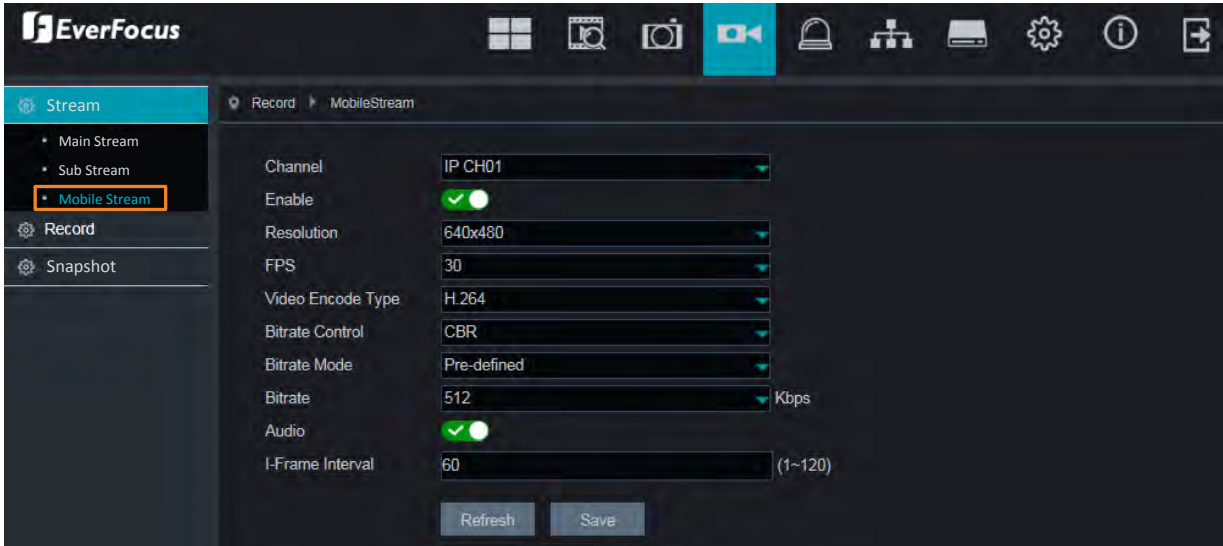 EverFocus
Stream
Main Stream
Sub Stream
Mobile Stream
Record
Snapshot
Record MobileStream
Channel IP CH01
Enable
Resolution 640x480
FPS 30
Video Encode Type H.264
Bitrate Control CBR
Bitrate Mode Pre-defined
Bitrate 512 Kbps
Audio
I-Frame Interval 60 (1~120)
Refresh Save